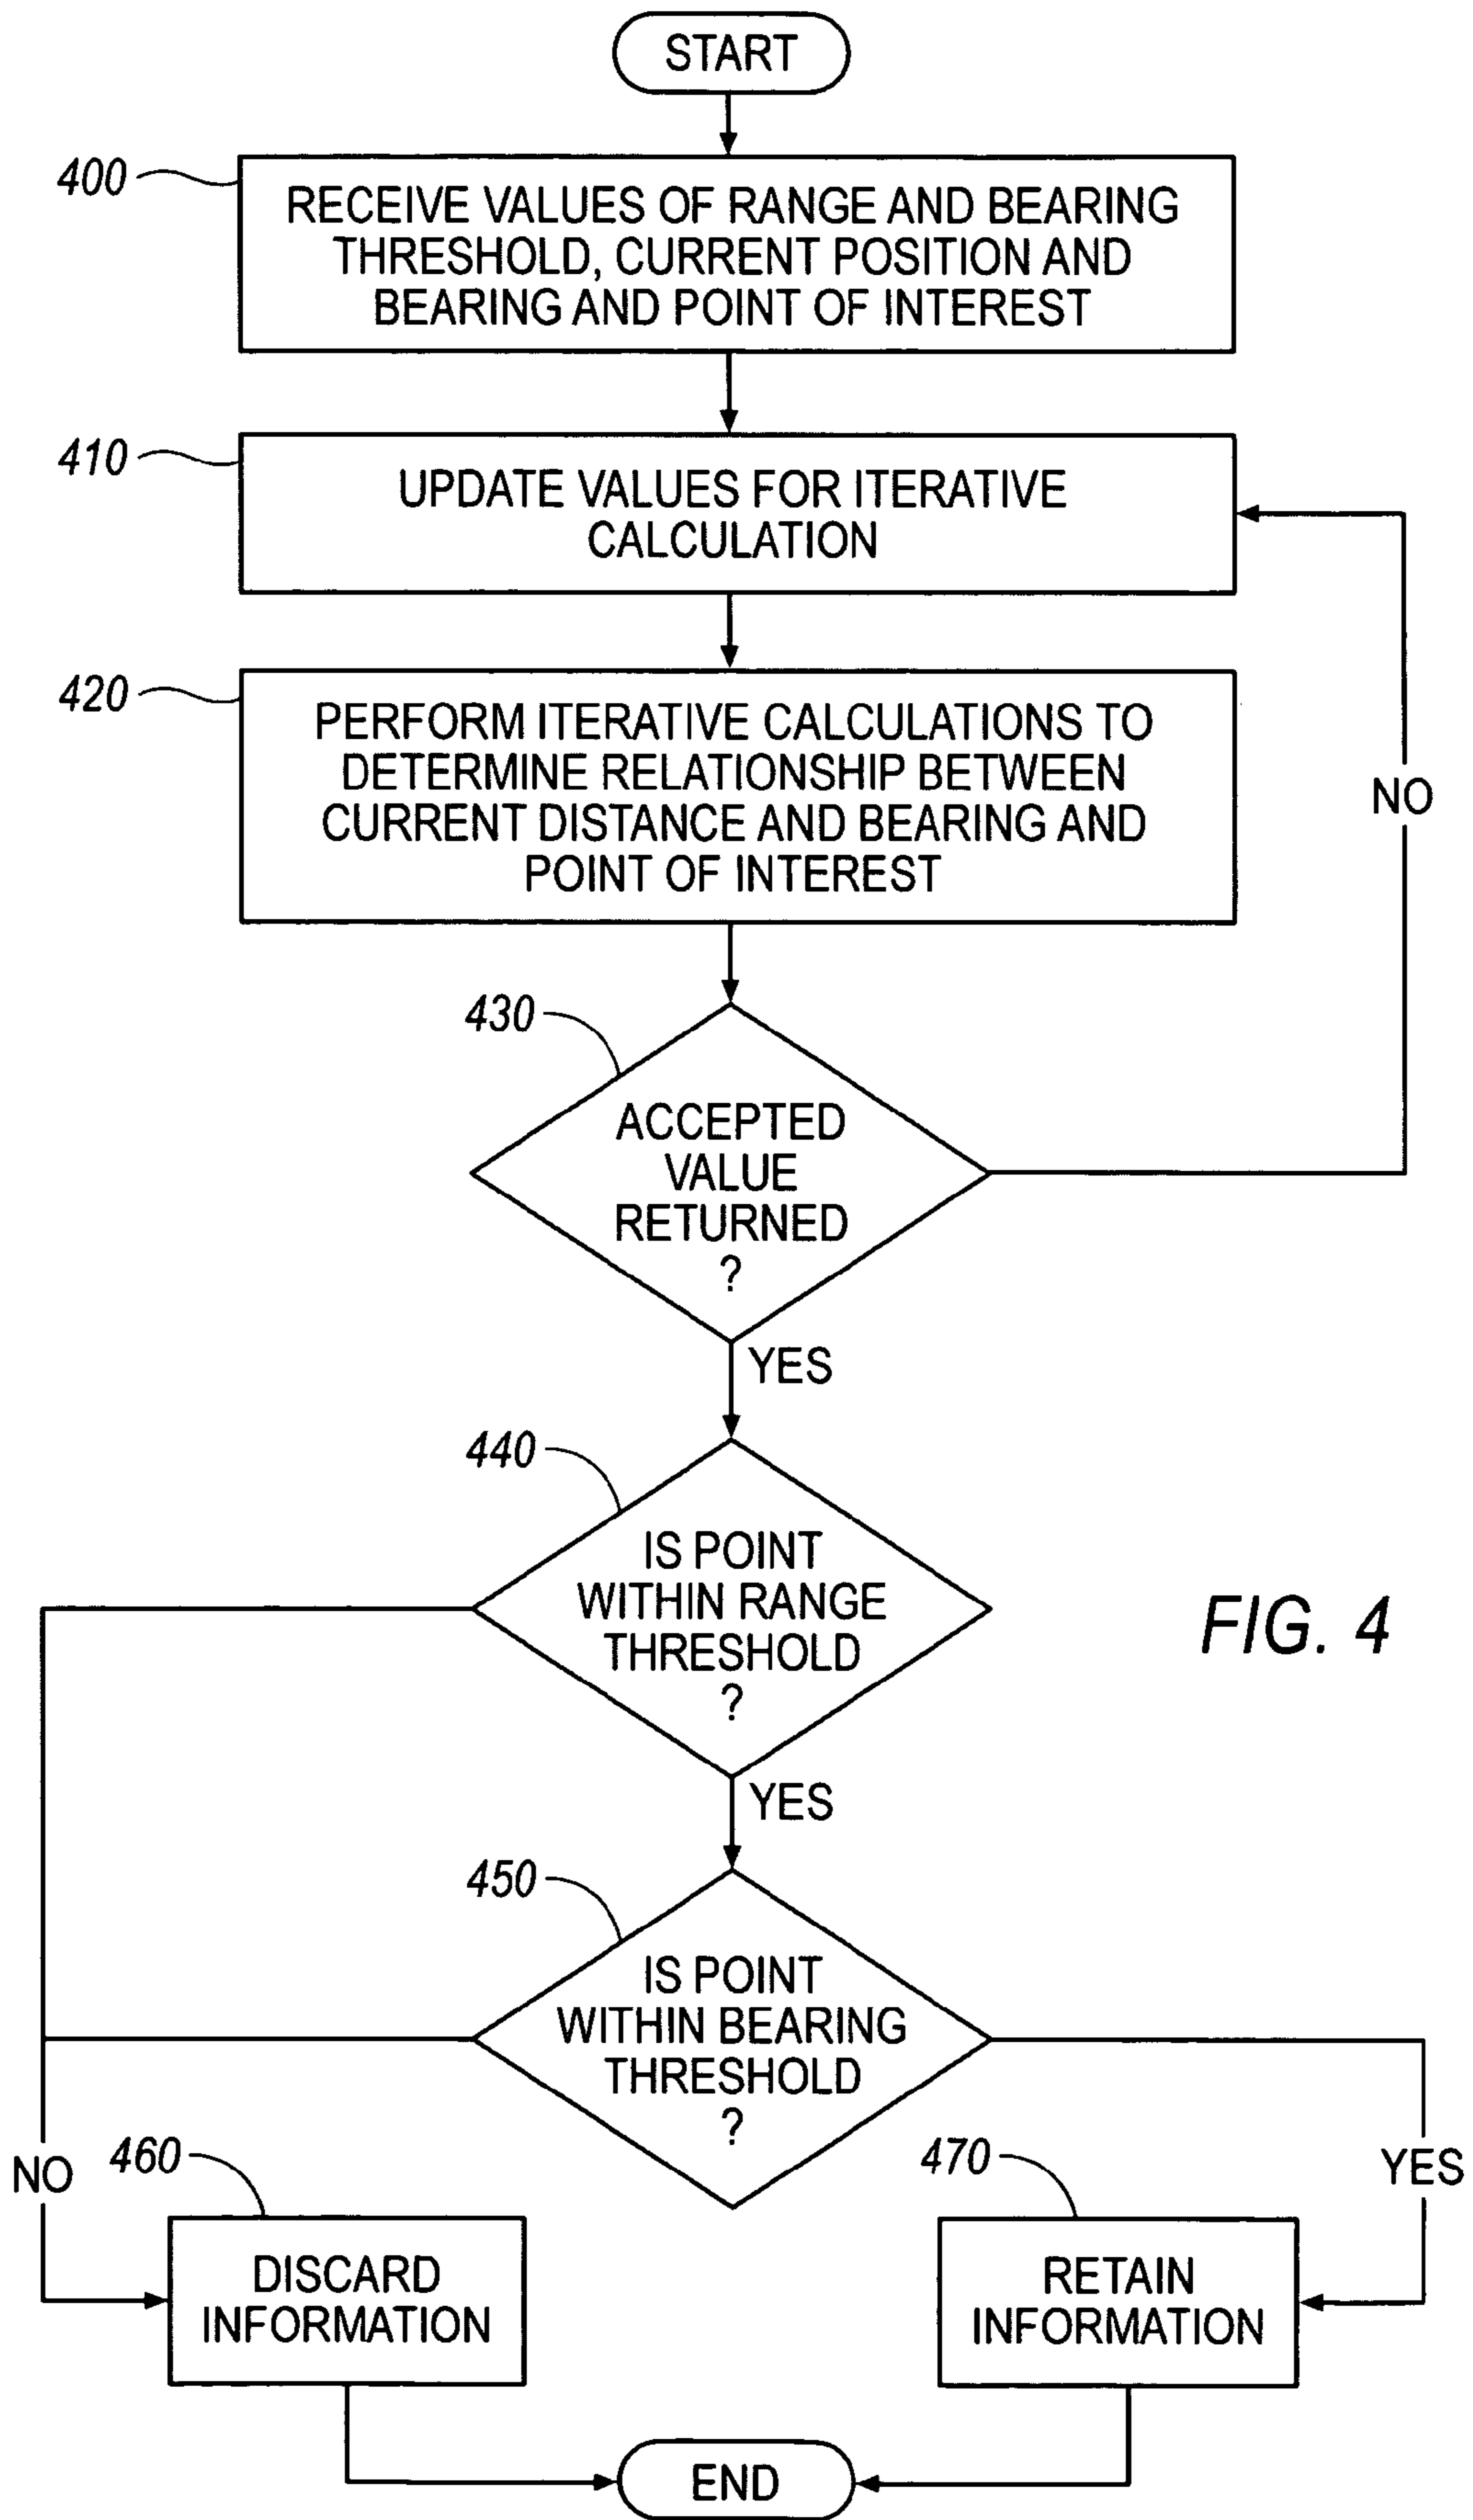 START
400
RECEIVE VALUES OF RANGE AND BEARING
THRESHOLD, CURRENT POSITION AND
BEARING AND POINT OF INTEREST
410
UPDATE VALUES FOR ITERATIVE
CALCULATION
420
PERFORM ITERATIVE CALCULATIONS TO
DETERMINE RELATIONSHIP BETWEEN
CURRENT DISTANCE AND BEARING AND
POINT OF INTEREST
NO
430
ACCEPTED
VALUE
RETURNED
?
YES
440
IS POINT
WITHIN RANGE
THRESHOLD
?
FIG. 4
YES
450
IS POINT
WITHIN BEARING
THRESHOLD
?
NO
460
470
YES
DISCARD
INFORMATION
RETAIN
INFORMATION
END